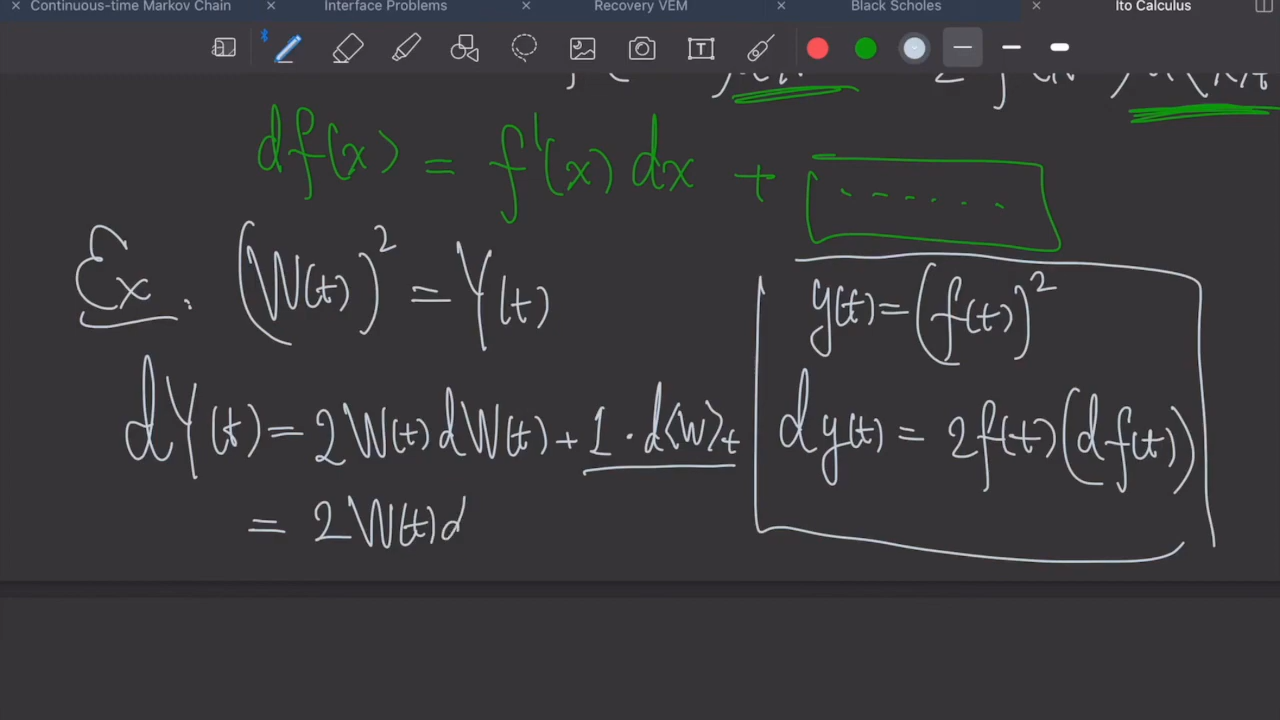 Continuous-time Markov Chain Interface Problems Recovery VEM Black Scholes Ito Calculus
T
df(x) = f'(x) dx + ------
Ex. (W(t))² = Y(t)
dY(t) = 2W(t)dW(t) + 1 · d⟨W⟩ₜ
= 2W(t)d
y(t) = (f(t))²
dy(t) = 2f(t)(df(t))